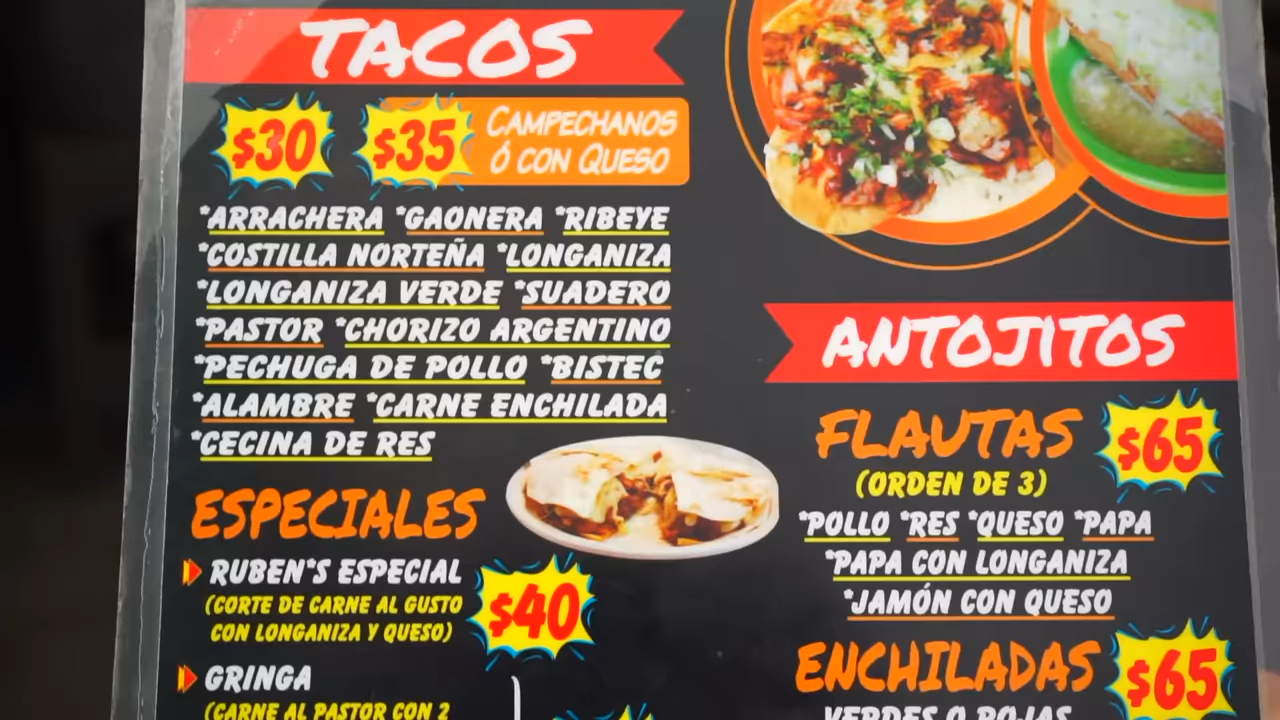 TACOS
$30 $35 CAMPECHANOS
Ó CON QUESO
*ARRACHERA *GAONERA *RIBEYE
*COSTILLA NORTEÑA *LONGANIZA
*LONGANIZA VERDE *SUADERO
*PASTOR *CHORIZO ARGENTINO
*PECHUGA DE POLLO *BISTEC
*ALAMBRE *CARNE ENCHILADA
*CECINA DE RES
ESPECIALES
RUBEN'S ESPECIAL
(CORTE DE CARNE AL GUSTO
CON LONGANIZA Y QUESO)
$40
GRINGA
(CARNE AL PASTOR CON 2
ANTOJITOS
FLAUTAS $65
(ORDEN DE 3)
*POLLO *RES *QUESO *PAPA
*PAPA CON LONGANIZA
*JAMÓN CON QUESO
ENCHILADAS $65
VERDES O ROJAS